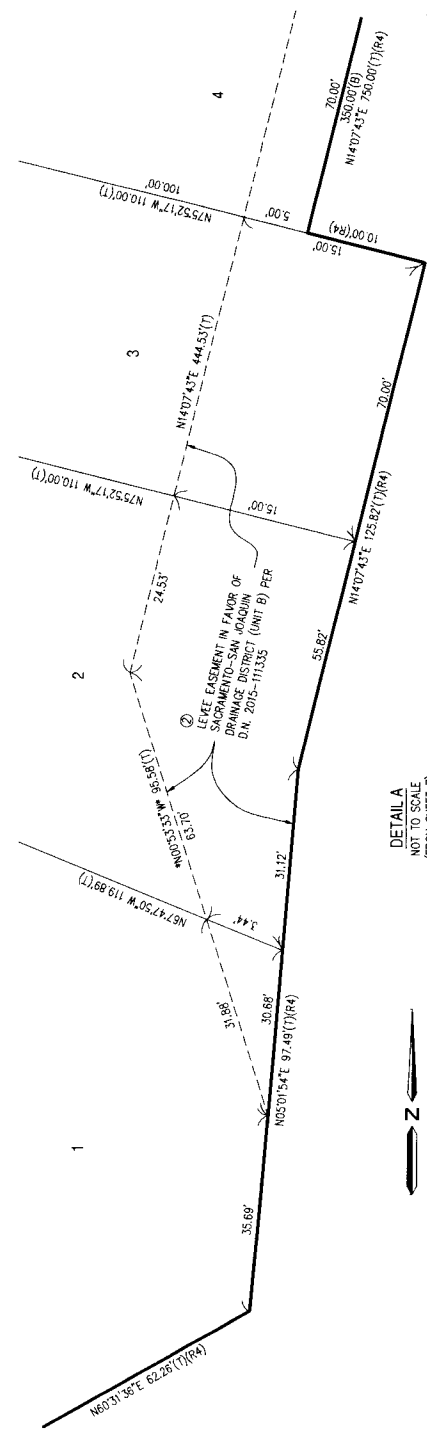 1
2
3
4
N60°31'36"E 62.26'(T)(R4)
35.69'
30.68'
31.12'
N05°01'54"E 97.49'(T)(R4)
31.88'
3.44'
N67°47'50"W 119.89'(T)
"N00°53'33"W" 95.58'(T)
63.70'
24.53'
②
LEVEE EASEMENT IN FAVOR OF
SACRAMENTO-SAN JOAQUIN
DRAINAGE DISTRICT (UNIT B) PER
D.N. 2015-111335
55.82'
N14°07'43"E 125.82'(T)(R4)
70.00'
15.00'
N75°52'17"W 110.00'(T)
N14°07'43"E 444.53'(T)
N75°52'17"W 110.00'(T)
100.00'
5.00'
15.00'
10.00'(R4)
70.00'
350.00'(B)
N14°07'43"E 750.00'(T)(R4)
DETAIL A
NOT TO SCALE
N